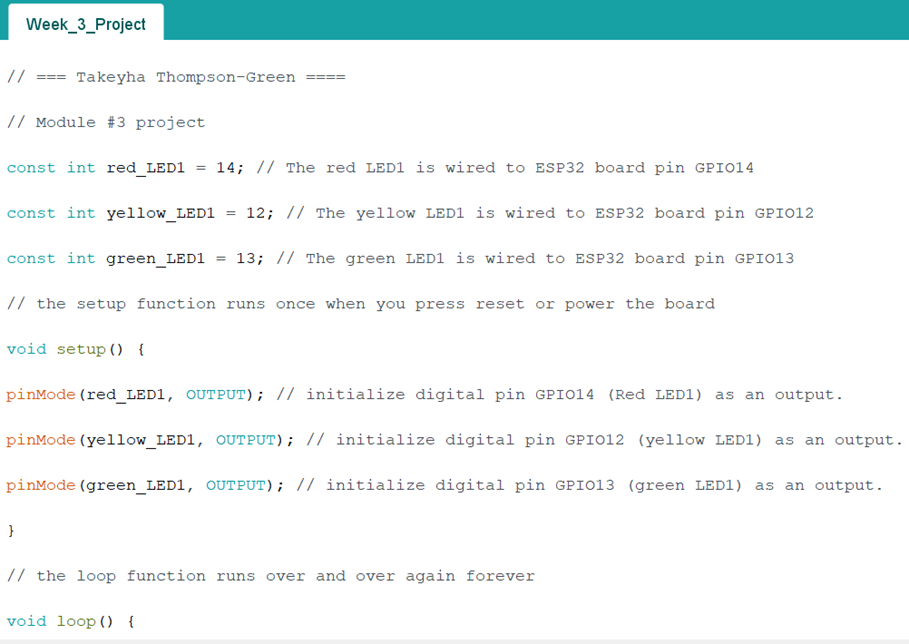 Week_3_Project
// === Takeyha Thompson-Green ====
// Module #3 project
const int red_LED1 = 14; // The red LED1 is wired to ESP32 board pin GPIO14
const int yellow_LED1 = 12; // The yellow LED1 is wired to ESP32 board pin GPIO12
const int green_LED1 = 13; // The green LED1 is wired to ESP32 board pin GPIO13
// the setup function runs once when you press reset or power the board
void setup() {
pinMode(red_LED1, OUTPUT); // initialize digital pin GPIO14 (Red LED1) as an output.
pinMode(yellow_LED1, OUTPUT); // initialize digital pin GPIO12 (yellow LED1) as an output.
pinMode(green_LED1, OUTPUT); // initialize digital pin GPIO13 (green LED1) as an output.
}
// the loop function runs over and over again forever
void loop() {